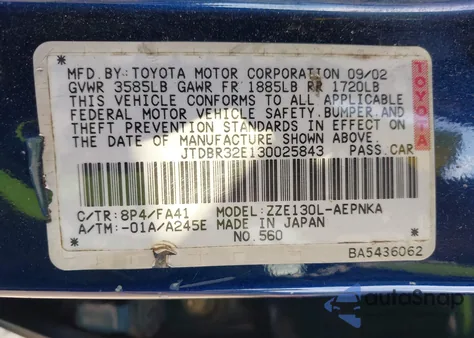 MFD. BY: TOYOTA MOTOR CORPORATION 09/02
GVWR 3585LB GAWR FR 1885LB RR 1720LB
THIS VEHICLE CONFORMS TO ALL APPLICABLE
FEDERAL MOTOR VEHICLE SAFETY, BUMPER, AND
THEFT PREVENTION STANDARDS IN EFFECT ON
THE DATE OF MANUFACTURE SHOWN ABOVE.
JTDBR32E130025843 PASS.CAR
TOYOTA
C/TR: 8P4/FA41 MODEL: ZZE130L-AEPNKA
A/TM: -01A/A245E MADE IN JAPAN
NO.560
BA5436062
autoSnap